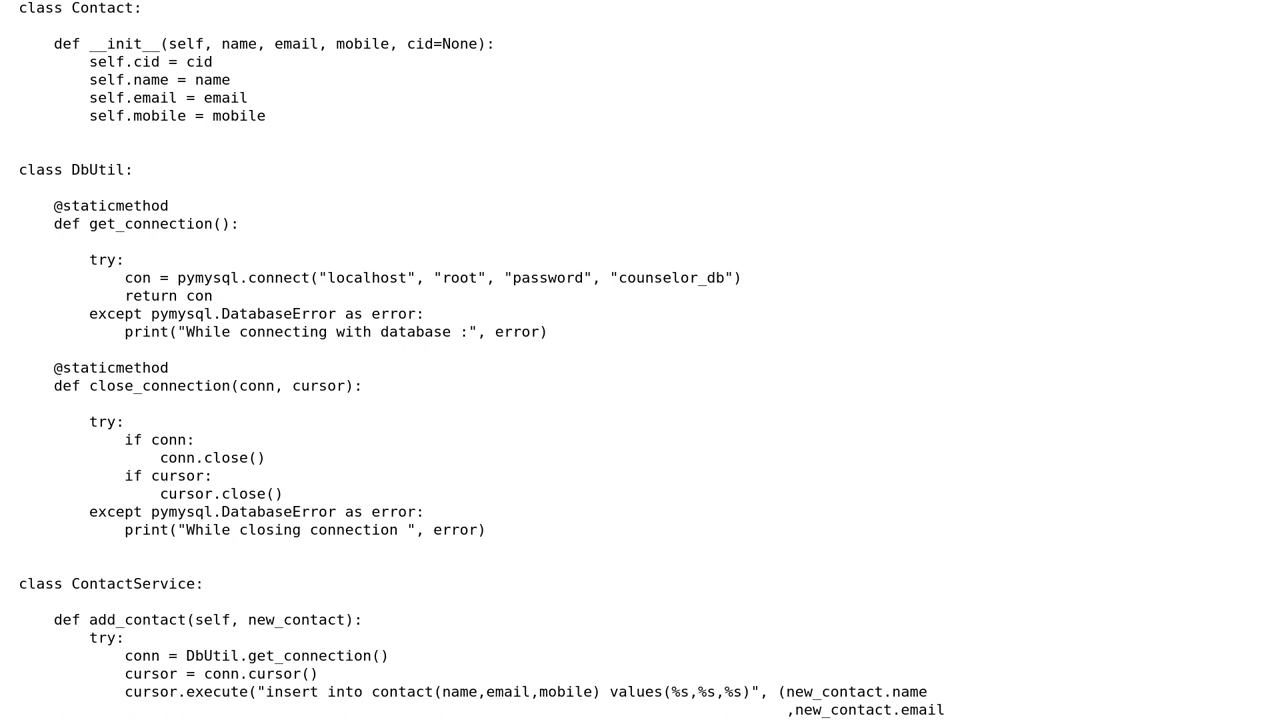 class Contact:
    def __init__(self, name, email, mobile, cid=None):
        self.cid = cid
        self.name = name
        self.email = email
        self.mobile = mobile
class DbUtil:
    @staticmethod
    def get_connection():
        try:
            con = pymysql.connect("localhost", "root", "password", "counselor_db")
            return con
        except pymysql.DatabaseError as error:
            print("While connecting with database :", error)
    @staticmethod
    def close_connection(conn, cursor):
        try:
            if conn:
                conn.close()
            if cursor:
                cursor.close()
        except pymysql.DatabaseError as error:
            print("While closing connection ", error)
class ContactService:
    def add_contact(self, new_contact):
        try:
            conn = DbUtil.get_connection()
            cursor = conn.cursor()
            cursor.execute("insert into contact(name,email,mobile) values(%s,%s,%s)", (new_contact.name
                                                                                       ,new_contact.email